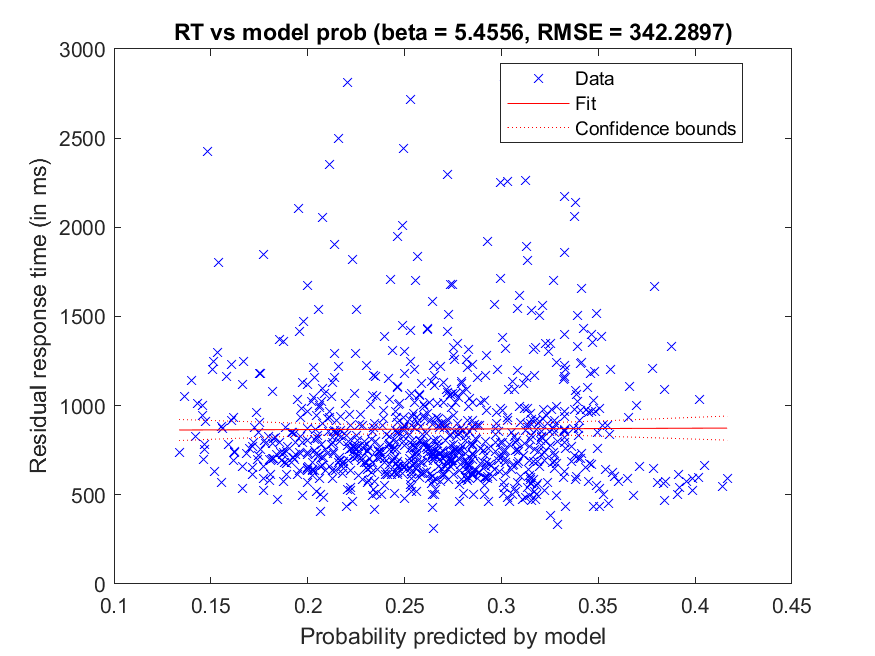 RT vs model prob (beta = 5.4556, RMSE = 342.2897)
3000
2500
2000
1500
1000
500
0
Residual response time (in ms)
Data
Fit
Confidence bounds
0.1 0.15 0.2 0.25 0.3 0.35 0.4 0.45
Probability predicted by model